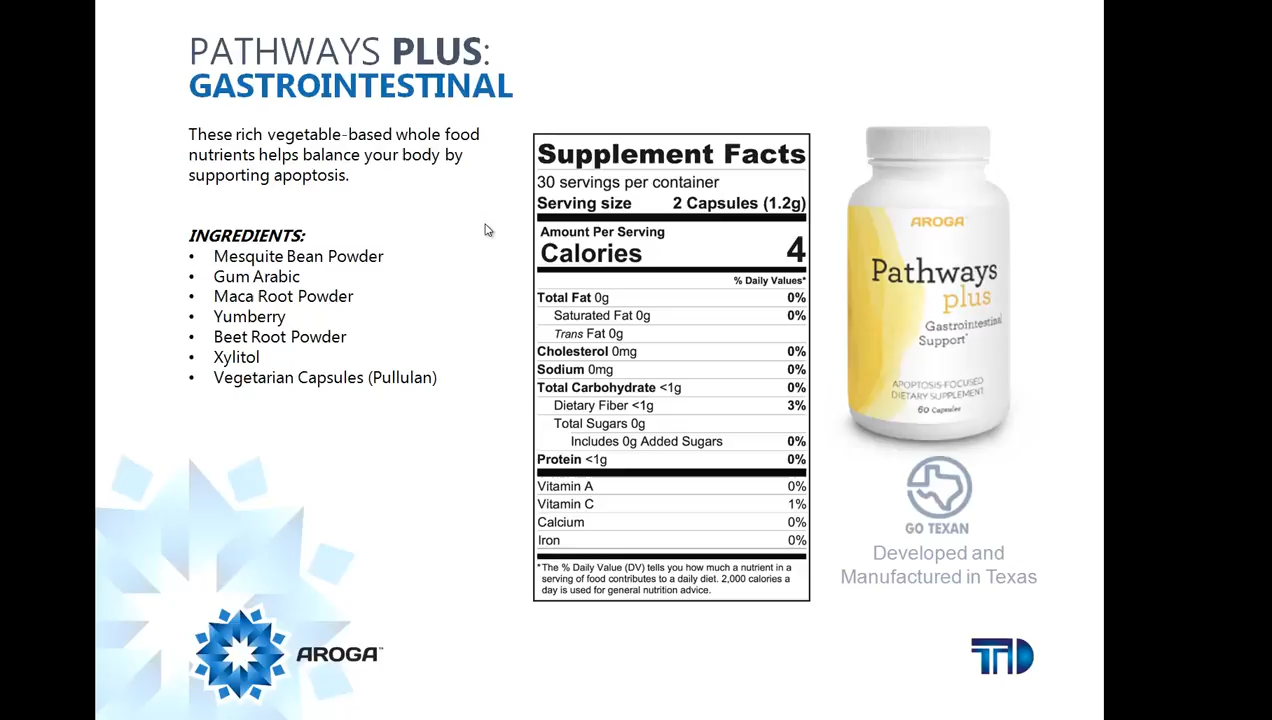 PATHWAYS PLUS:
GASTROINTESTINAL
These rich vegetable-based whole food
nutrients helps balance your body by
supporting apoptosis.
INGREDIENTS:
• Mesquite Bean Powder
• Gum Arabic
• Maca Root Powder
• Yumberry
• Beet Root Powder
• Xylitol
• Vegetarian Capsules (Pullulan)
Supplement Facts
30 servings per container
Serving size 2 Capsules (1.2g)
Amount Per Serving
Calories 4
% Daily Values*
Total Fat 0g 0%
Saturated Fat 0g 0%
Trans Fat 0g
Cholesterol 0mg 0%
Sodium 0mg 0%
Total Carbohydrate <1g 0%
Dietary Fiber <1g 3%
Total Sugars 0g
Includes 0g Added Sugars 0%
Protein <1g 0%
Vitamin A 0%
Vitamin C 1%
Calcium 0%
Iron 0%
*The % Daily Value (DV) tells you how much a nutrient in a
serving of food contributes to a daily diet. 2,000 calories a
day is used for general nutrition advice.
AROGA
Pathways
plus
Gastrointestinal
Support*
APOPTOSIS-FOCUSED
DIETARY SUPPLEMENT
60 Capsules
GO TEXAN
Developed and
Manufactured in Texas
AROGA™